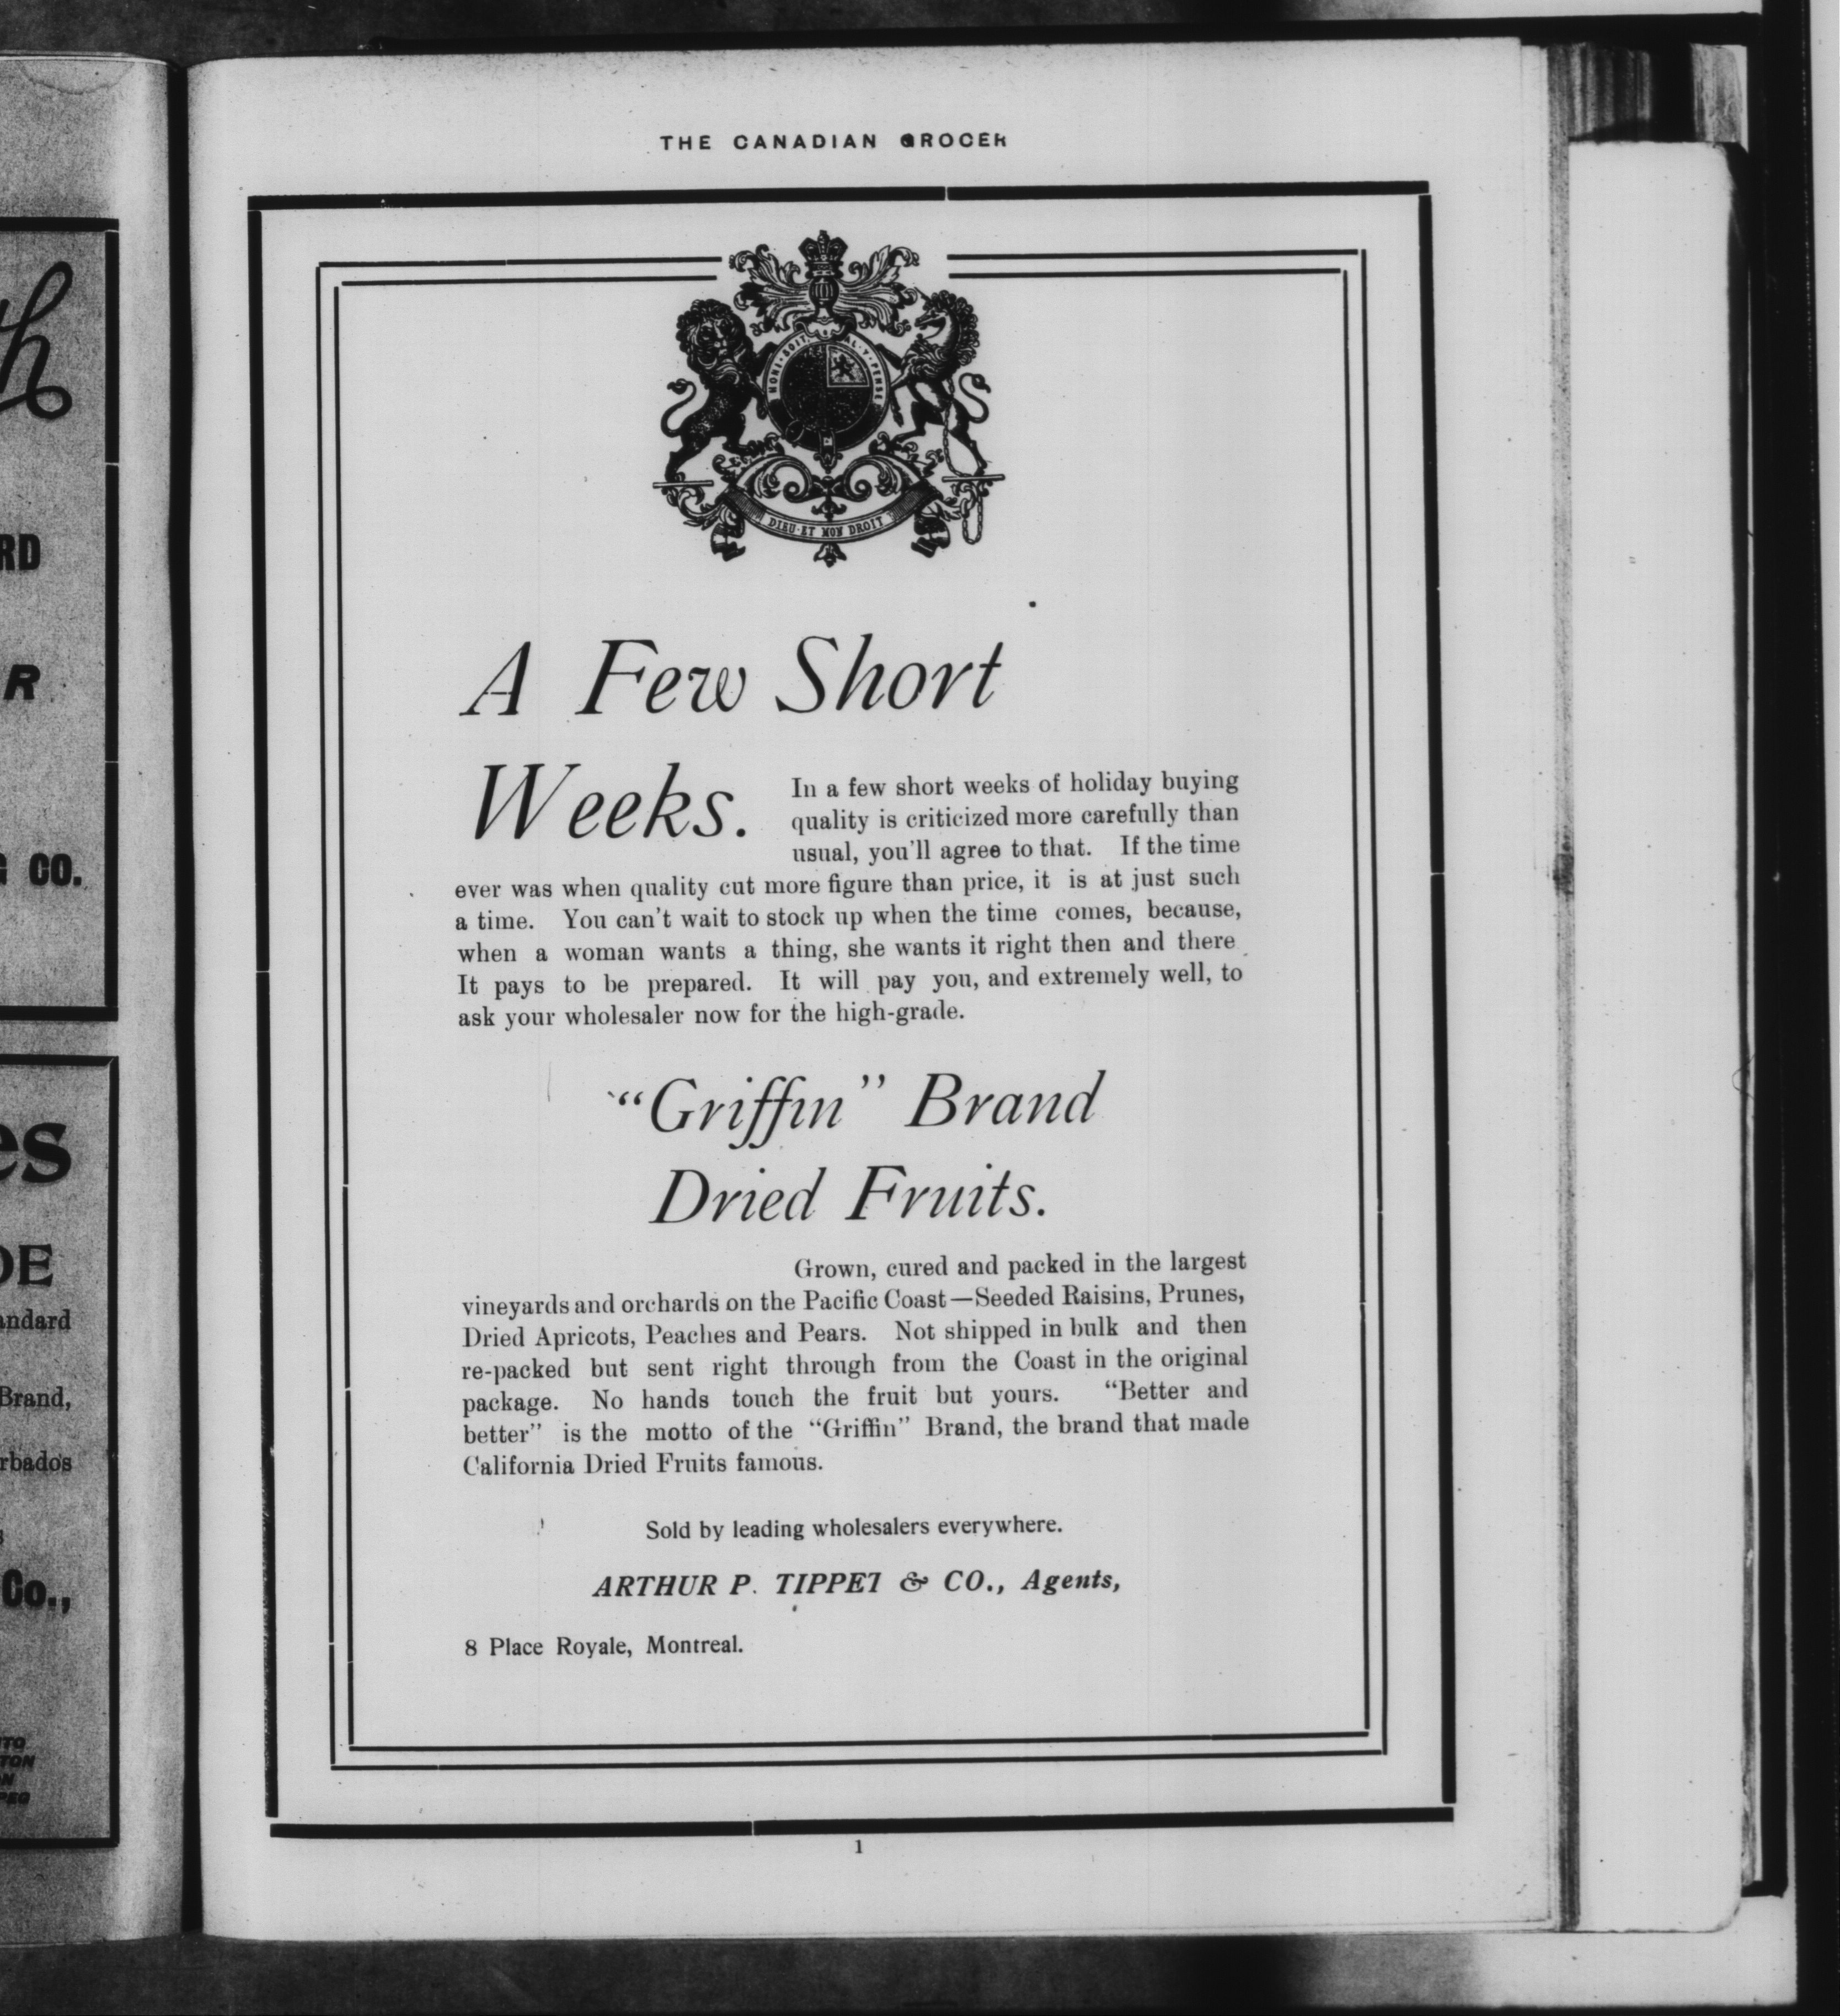 THE CANADIAN GROCER
HONI · SOIT · AL · Y · PENSE
DIEU · ET MON DROIT
A Few Short
Weeks.
In a few short weeks of holiday buying
quality is criticized more carefully than
usual, you'll agree to that. If the time
ever was when quality cut more figure than price, it is at just such
a time. You can't wait to stock up when the time comes, because,
when a woman wants a thing, she wants it right then and there
It pays to be prepared. It will pay you, and extremely well, to
ask your wholesaler now for the high-grade.
“Griffin” Brand
Dried Fruits.
Grown, cured and packed in the largest
vineyards and orchards on the Pacific Coast—Seeded Raisins, Prunes,
Dried Apricots, Peaches and Pears. Not shipped in bulk and then
re-packed but sent right through from the Coast in the original
package. No hands touch the fruit but yours. “Better and
better” is the motto of the “Griffin” Brand, the brand that made
California Dried Fruits famous.
Sold by leading wholesalers everywhere.
ARTHUR P. TIPPET & CO., Agents,
8 Place Royale, Montreal.
1
RD
R
CO.
es
DE
andard
Brand,
rbados
Co.,